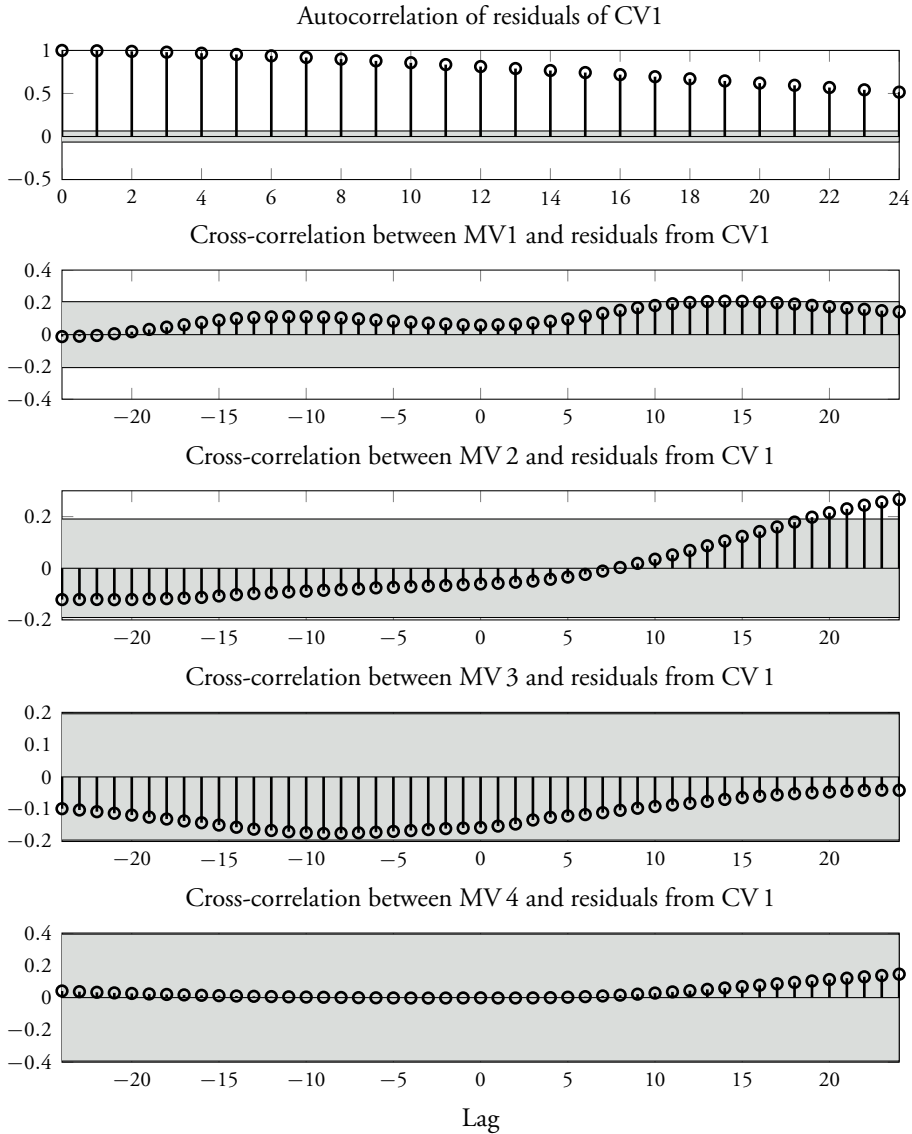 Autocorrelation of residuals of CV1
1
0.5
0
−0.5
0 2 4 6 8 10 12 14 16 18 20 22 24
Cross-correlation between MV1 and residuals from CV1
0.4
0.2
0
−0.2
−0.4
−20 −15 −10 −5 0 5 10 15 20
Cross-correlation between MV 2 and residuals from CV 1
0.2
0
−0.2
−20 −15 −10 −5 0 5 10 15 20
Cross-correlation between MV 3 and residuals from CV 1
0.2
0.1
0
−0.1
−0.2
−20 −15 −10 −5 0 5 10 15 20
Cross-correlation between MV 4 and residuals from CV 1
0.4
0.2
0
−0.2
−0.4
−20 −15 −10 −5 0 5 10 15 20
Lag